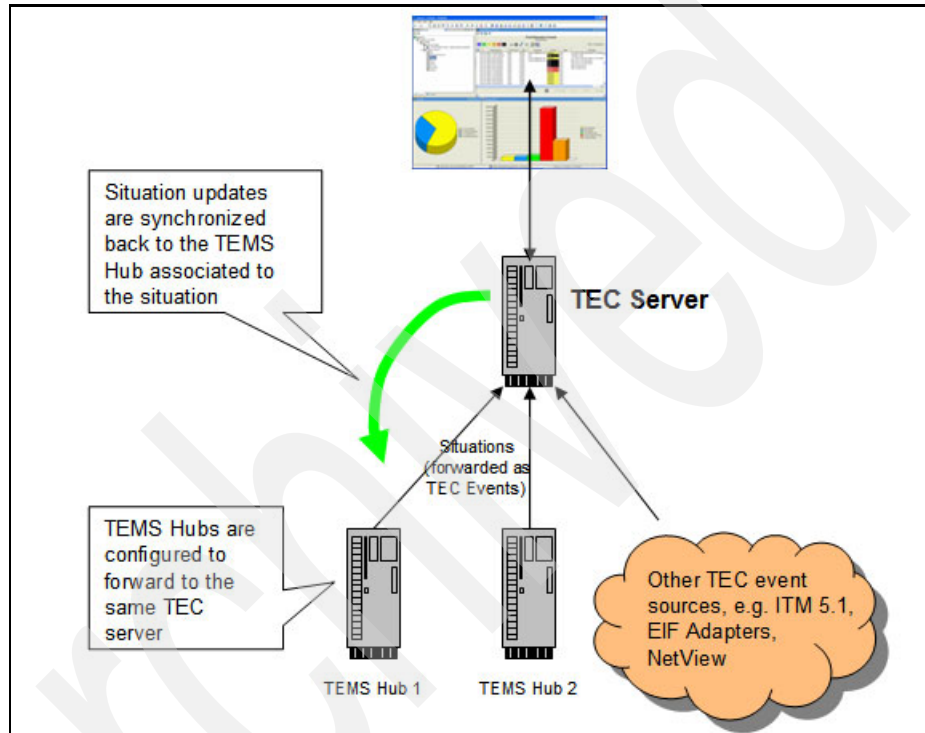 Situation updates
are synchronized
back to the TEMS
Hub associated to
the situation
TEC Server
Situations
(forwarded as
TEC Events)
TEMS Hubs are
configured to
forward to the
same TEC
server
Other TEC event
sources, e.g. ITM 5.1,
EIF Adapters,
NetView
TEMS Hub 1
TEMS Hub 2